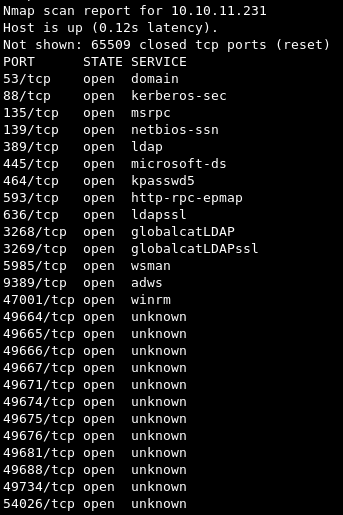 Nmap scan report for 10.10.11.231
Host is up (0.12s latency).
Not shown: 65509 closed tcp ports (reset)
PORT      STATE SERVICE
53/tcp    open  domain
88/tcp    open  kerberos-sec
135/tcp   open  msrpc
139/tcp   open  netbios-ssn
389/tcp   open  ldap
445/tcp   open  microsoft-ds
464/tcp   open  kpasswd5
593/tcp   open  http-rpc-epmap
636/tcp   open  ldapssl
3268/tcp  open  globalcatLDAP
3269/tcp  open  globalcatLDAPssl
5985/tcp  open  wsman
9389/tcp  open  adws
47001/tcp open  winrm
49664/tcp open  unknown
49665/tcp open  unknown
49666/tcp open  unknown
49667/tcp open  unknown
49671/tcp open  unknown
49674/tcp open  unknown
49675/tcp open  unknown
49676/tcp open  unknown
49681/tcp open  unknown
49688/tcp open  unknown
49734/tcp open  unknown
54026/tcp open  unknown